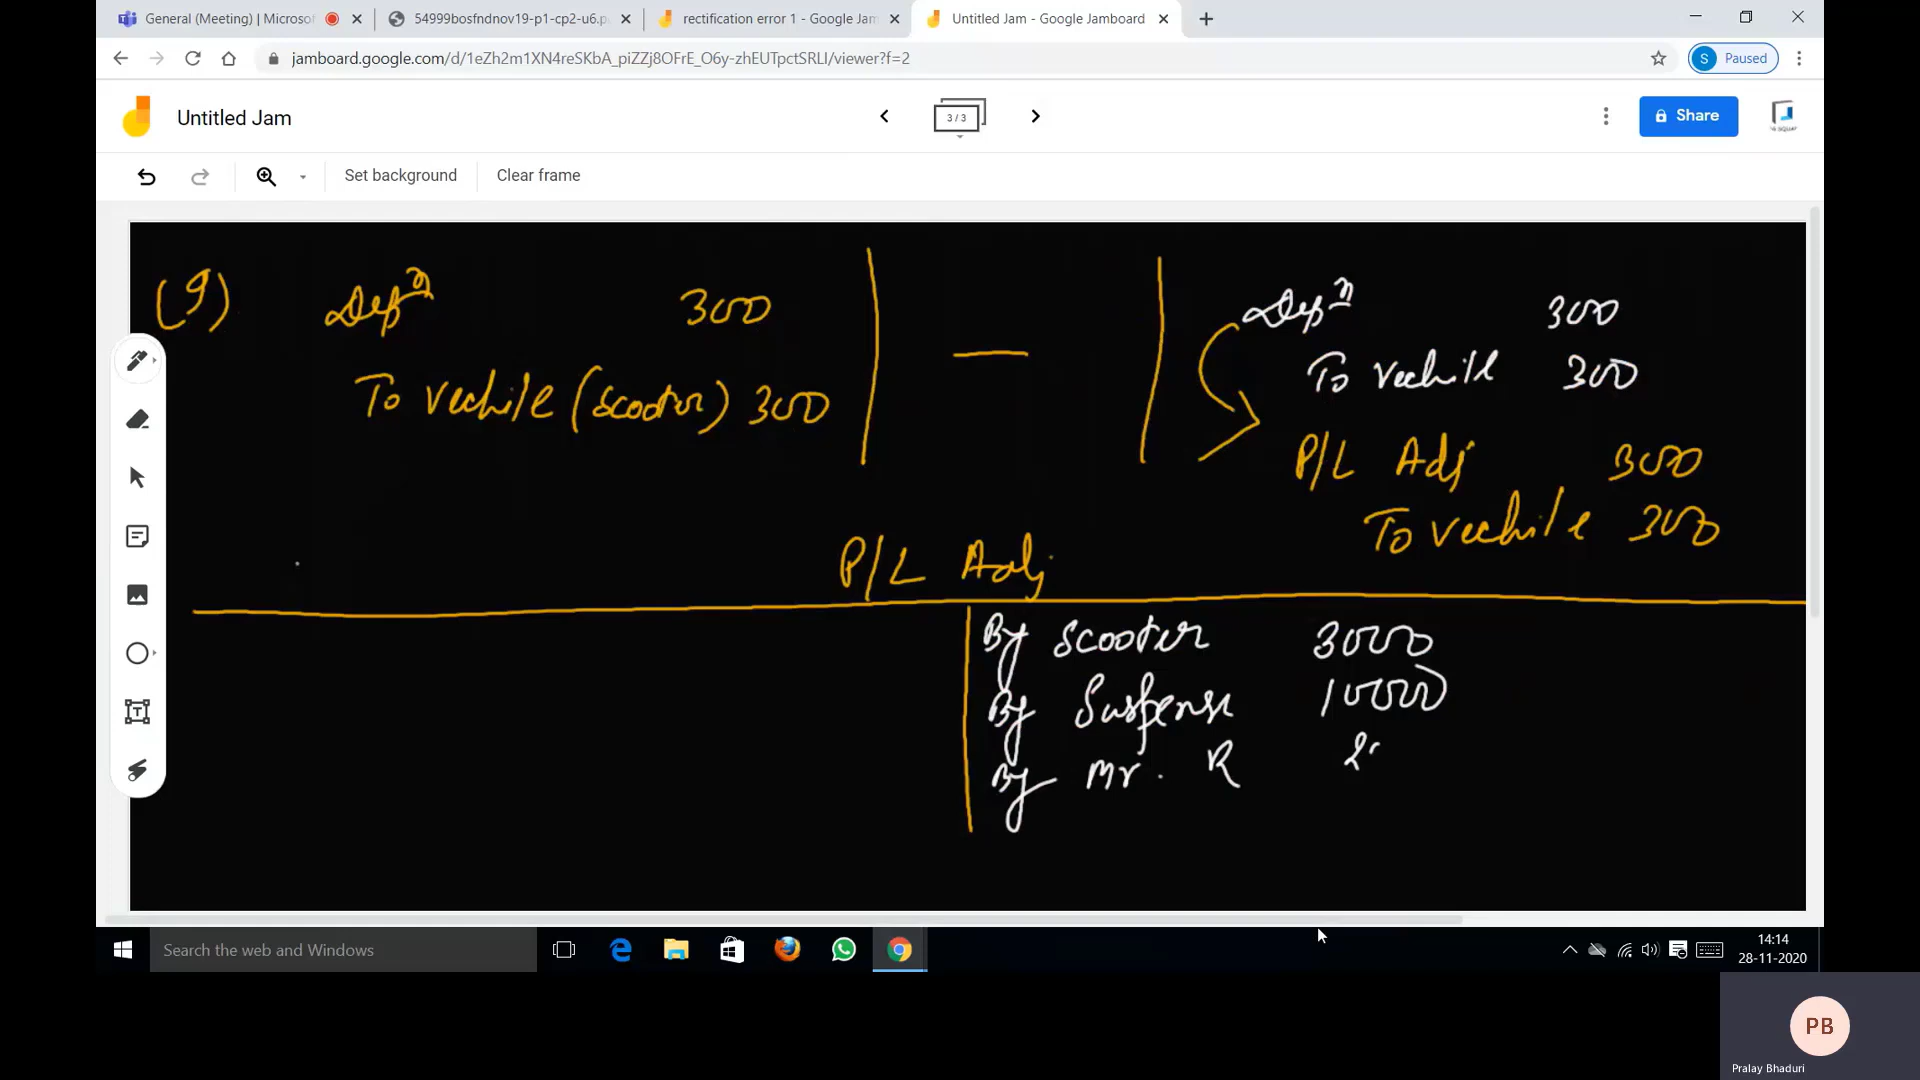 General (Meeting) | Microso
54999bosfndnov19-p1-cp2-u6.p
rectification error 1 - Google Jam
Untitled Jam - Google Jamboard
jamboard.google.com/d/1eZh2m1XN4reSKbA_piZZj8OFrE_O6y-zhEUTpctSRLI/viewer?f=2
S Paused
Untitled Jam
3 / 3
Share
Set background
Clear frame
(9) Depn 300
To vechile (scooter) 300
Depn 300
To vechile 300
P/L Adj 300
To vechile 300
P/L Adj
By Scooter 3000
By Suspense 10000
By Mr. R
Search the web and Windows
14:14
28-11-2020
PB
Pralay Bhaduri